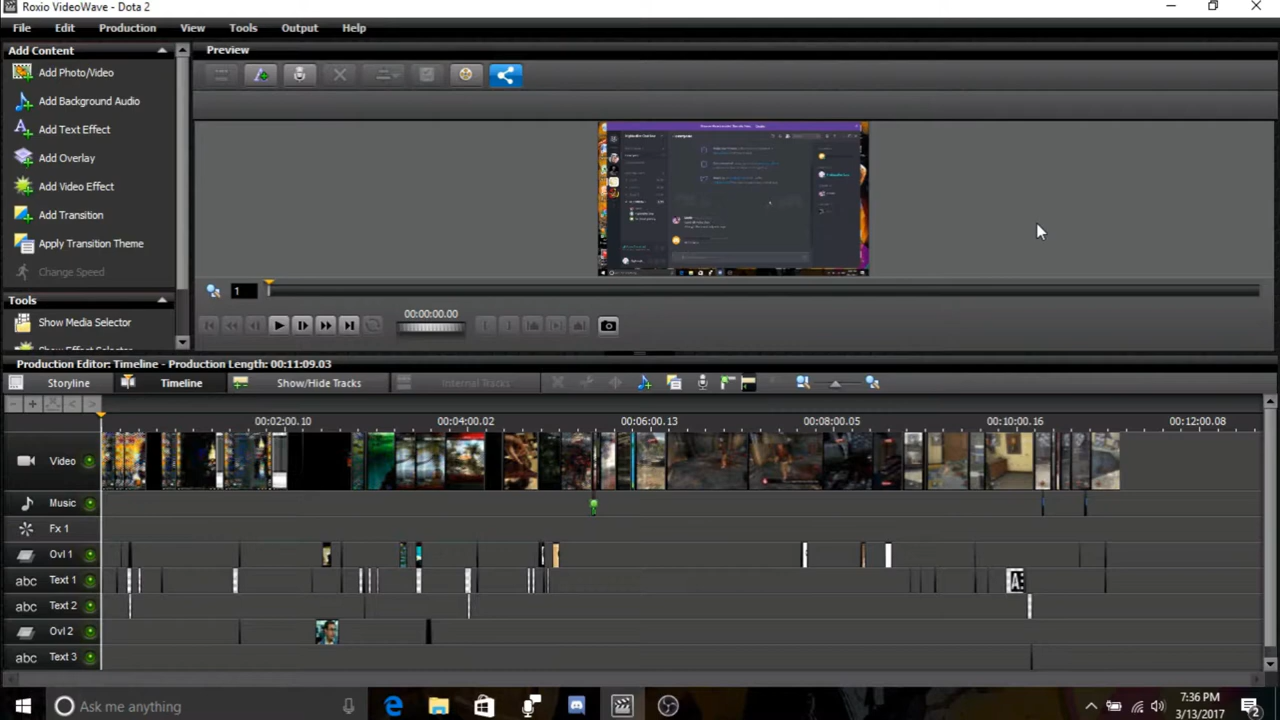 Roxio VideoWave - Dota 2
File Edit Production View Tools Output Help
Add Content
Add Photo/Video
Add Background Audio
Add Text Effect
Add Overlay
Add Video Effect
Add Transition
Apply Transition Theme
Change Speed
Tools
Show Media Selector
Show Effect Selector
Preview
1
00:00:00.00
Production Editor: Timeline - Production Length: 00:11:09.03
Storyline Timeline Show/Hide Tracks Internal Tracks
00:02:00.10 00:04:00.02 00:06:00.13 00:08:00.05 00:10:00.16 00:12:00.08
Video
Music
Fx 1
Ovl 1
abc Text 1
abc Text 2
Ovl 2
abc Text 3
Ask me anything
7:36 PM
3/13/2017
2